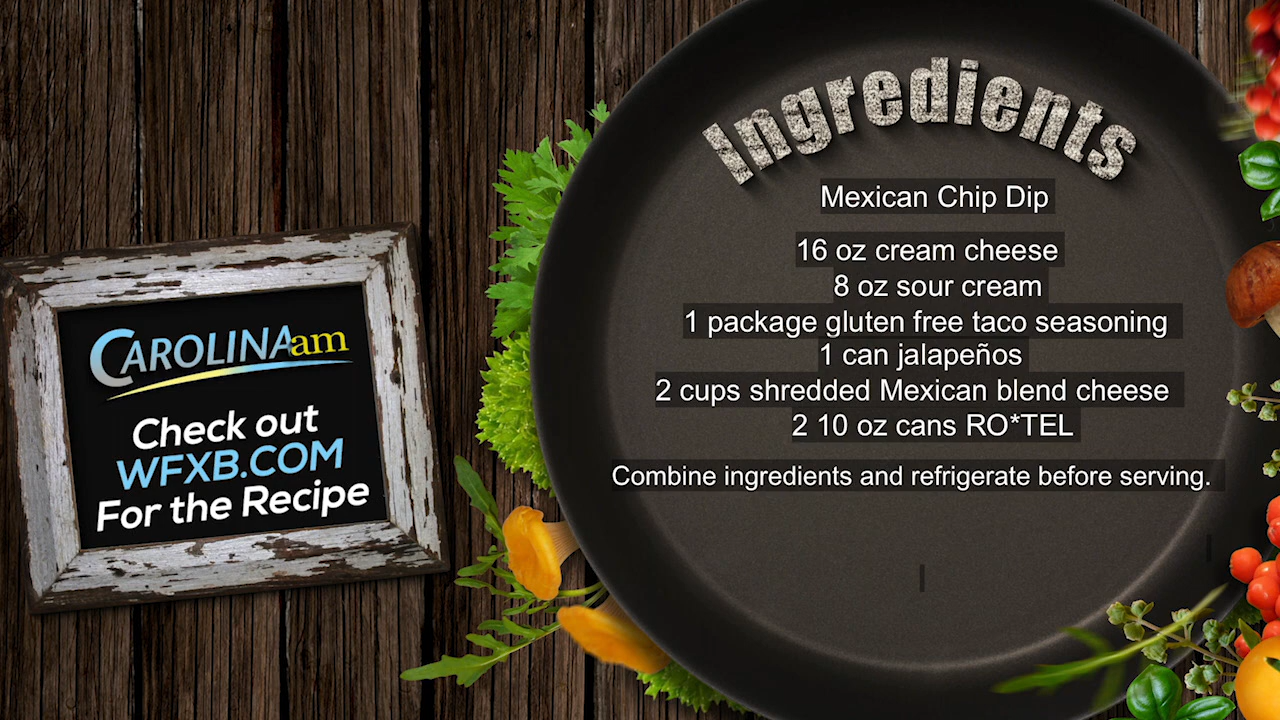 Ingredients
Mexican Chip Dip
16 oz cream cheese
8 oz sour cream
1 package gluten free taco seasoning
1 can jalapeños
2 cups shredded Mexican blend cheese
2 10 oz cans RO*TEL
Combine ingredients and refrigerate before serving.
CAROLINA am
Check out
WFXB.COM
For the Recipe